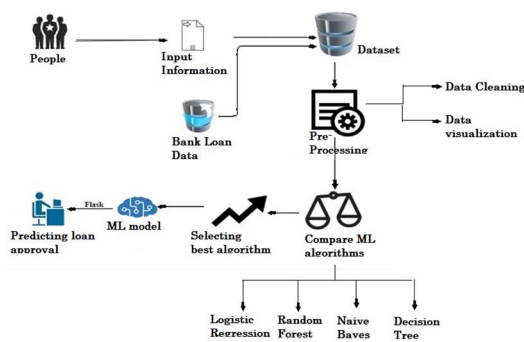 People
Input
Information
Dataset
Bank Loan
Data
Pre-
Processing
Data Cleaning
Data
visualization
Flask
Predicting loan
approval
ML model
Selecting
best algorithm
Compare ML
algorithms
Logistic
Regression
Random
Forest
Naive
Bayes
Decision
Tree